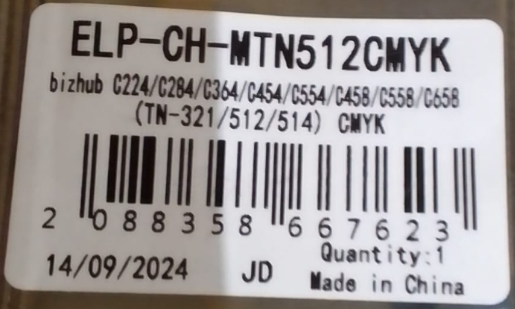 ELP-CH-MTN512CMYK
bizhub C224/C284/C364/C454/C554/C458/C558/C658
(TN-321/512/514) CMYK
2 088358 667623
Quantity:1
14/09/2024 JD Made in China